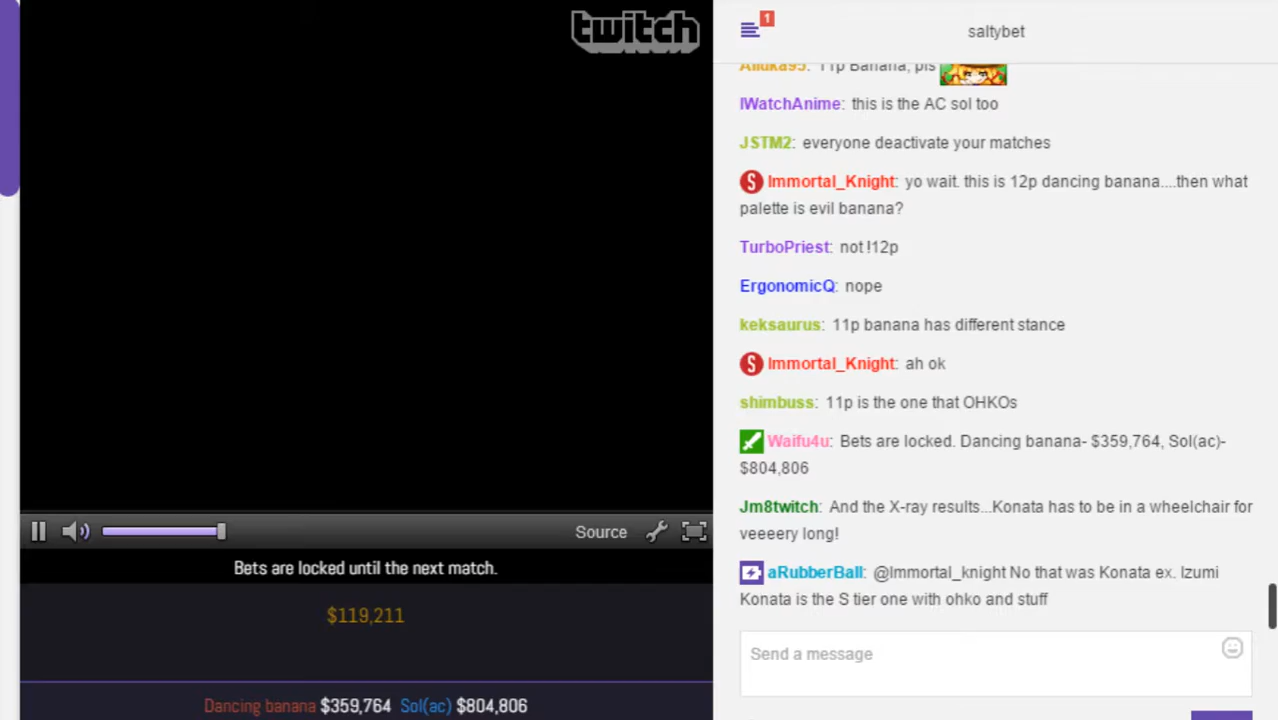 twitch
Source
Bets are locked until the next match.
$119,211
Dancing banana $359,764 Sol(ac) $804,806
1
saltybet
Alluka95: 11p Banana, pls
IWatchAnime: this is the AC sol too
JSTM2: everyone deactivate your matches
Immortal_Knight: yo wait. this is 12p dancing banana....then what
palette is evil banana?
TurboPriest: not !12p
ErgonomicQ: nope
keksaurus: 11p banana has different stance
Immortal_Knight: ah ok
shimbuss: 11p is the one that OHKOs
Waifu4u: Bets are locked. Dancing banana- $359,764, Sol(ac)-
$804,806
Jm8twitch: And the X-ray results...Konata has to be in a wheelchair for
veeeery long!
aRubberBall: @Immortal_knight No that was Konata ex. Izumi
Konata is the S tier one with ohko and stuff
Send a message